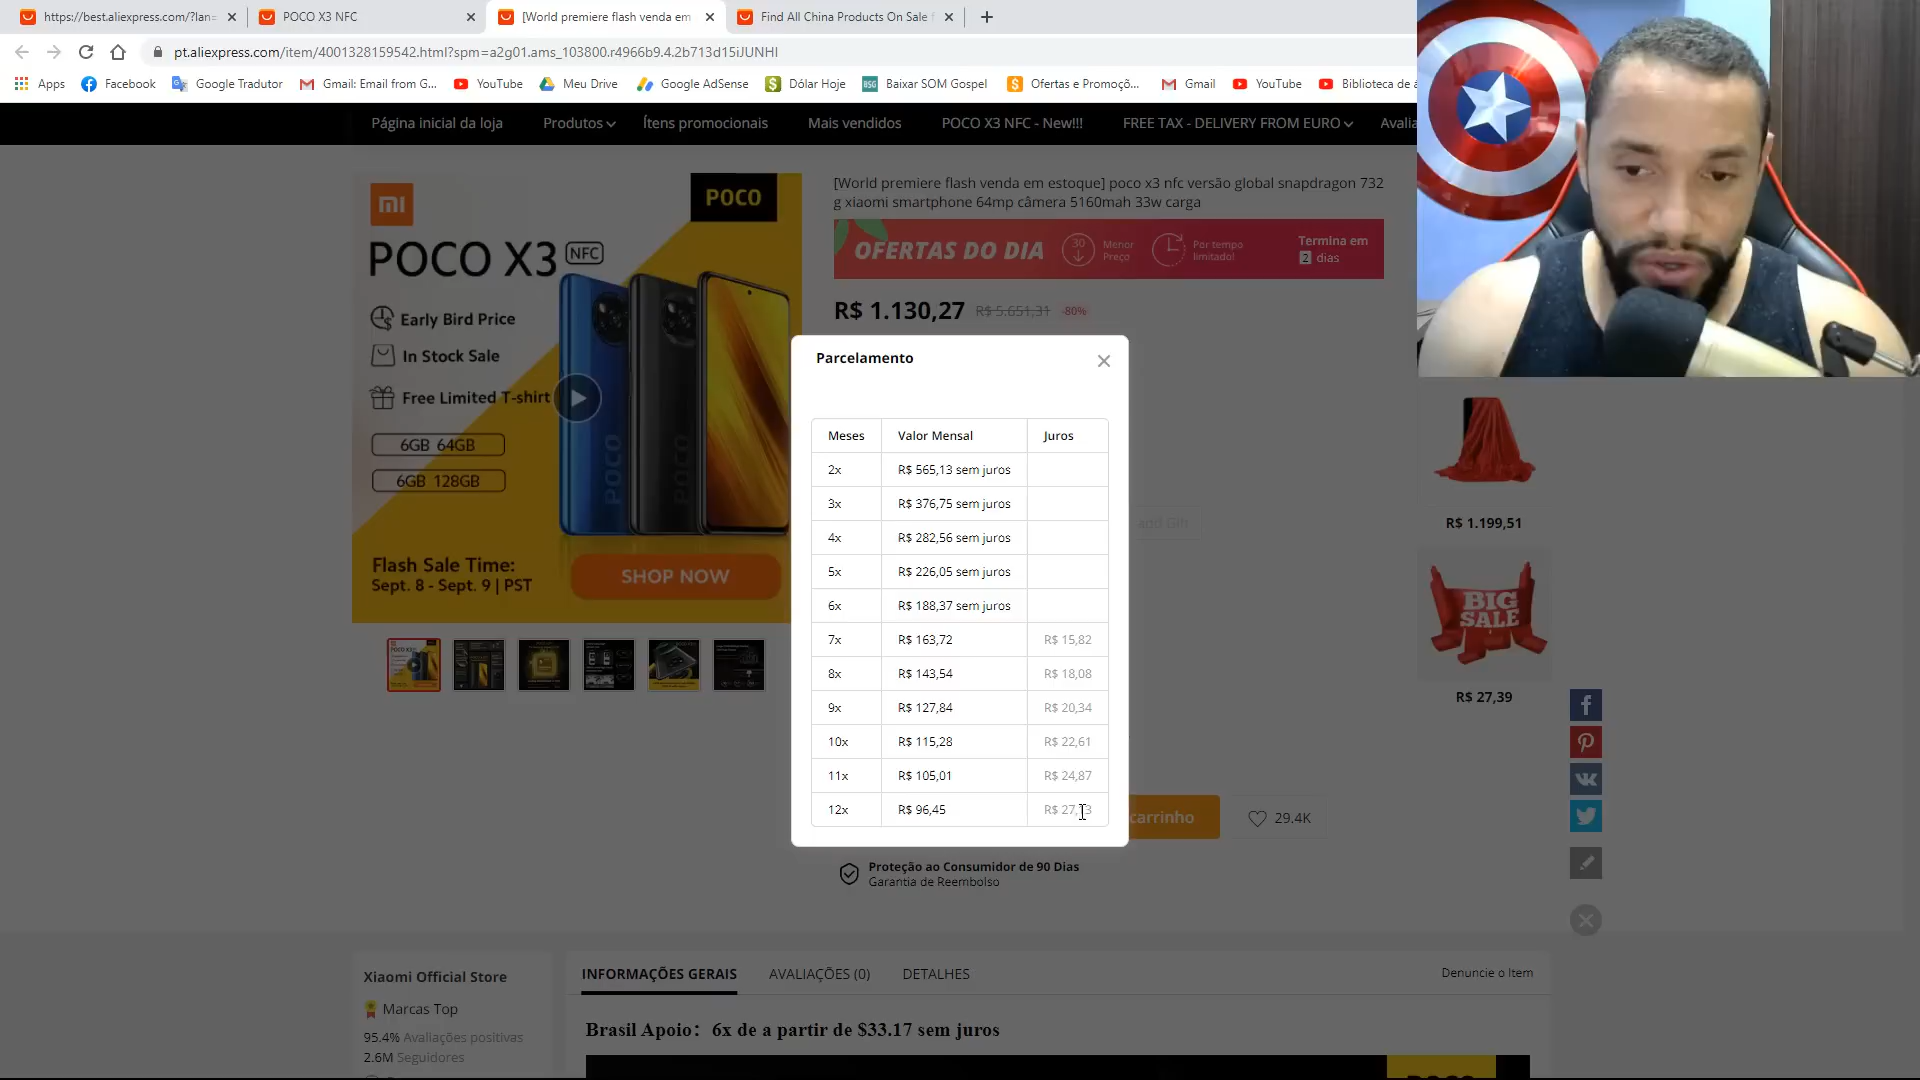 https://best.aliexpress.com/?lan=
POCO X3 NFC
[World premiere flash venda em
Find All China Products On Sale f
pt.aliexpress.com/item/4001328159542.html?spm=a2g01.ams_103800.r4966b9.4.2b713d15iJUNHI
Apps
Facebook
Google Tradutor
Gmail: Email from G...
YouTube
Meu Drive
Google AdSense
Dólar Hoje
BSG
Baixar SOM Gospel
Ofertas e Promoçõ...
Gmail
YouTube
Biblioteca de á
Página inicial da loja
Produtos
Ítens promocionais
Mais vendidos
POCO X3 NFC - New!!!
FREE TAX - DELIVERY FROM EURO
Avalia
mi
POCO
POCO X3 NFC
Early Bird Price
In Stock Sale
Free Limited T-shirt
6GB 64GB
6GB 128GB
Flash Sale Time:
Sept. 8 - Sept. 9 | PST
SHOP NOW
[World premiere flash venda em estoque] poco x3 nfc versão global snapdragon 732
g xiaomi smartphone 64mp câmera 5160mah 33w carga
OFERTAS DO DIA
30
Menor
Preço
Por tempo
limitado!
Termina em
2 dias
R$ 1.130,27
R$ 5.651,31
-80%
Parcelamento
Meses Valor Mensal Juros
2x R$ 565,13 sem juros
3x R$ 376,75 sem juros
4x R$ 282,56 sem juros
5x R$ 226,05 sem juros
6x R$ 188,37 sem juros
7x R$ 163,72 R$ 15,82
8x R$ 143,54 R$ 18,08
9x R$ 127,84 R$ 20,34
10x R$ 115,28 R$ 22,61
11x R$ 105,01 R$ 24,87
12x R$ 96,45
add Gift
carrinho
29.4K
R$ 1.199,51
BIG
SALE
R$ 27,39
Proteção ao Consumidor de 90 Dias
Garantia de Reembolso
Xiaomi Official Store
Marcas Top
95.4% Avaliações positivas
2.6M Seguidores
INFORMAÇÕES GERAIS
AVALIAÇÕES (0)
DETALHES
Denuncie o Item
Brasil Apoio： 6x de a partir de $33.17 sem juros